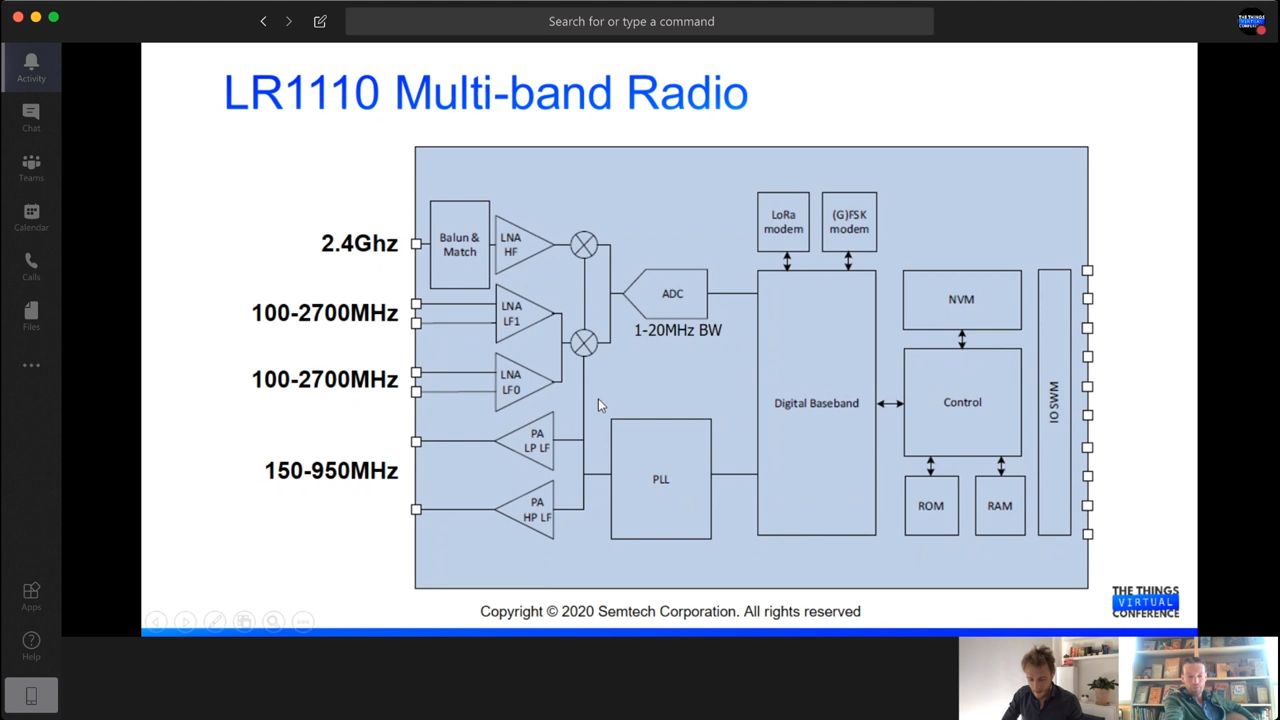 Search for or type a command
THE THINGS
VIRTUAL
Activity
Chat
Teams
Calendar
Calls
Files
Apps
Help
LR1110 Multi-band Radio
2.4Ghz
100-2700MHz
100-2700MHz
150-950MHz
Balun &
Match
LNA
HF
LNA
LF1
LNA
LF0
PA
LP LF
PA
HP LF
ADC
1-20MHz BW
PLL
LoRa
modem
(G)FSK
modem
Digital Baseband
NVM
Control
ROM
RAM
IO SWM
Copyright © 2020 Semtech Corporation. All rights reserved
THE THINGS
VIRTUAL
CONFERENCE